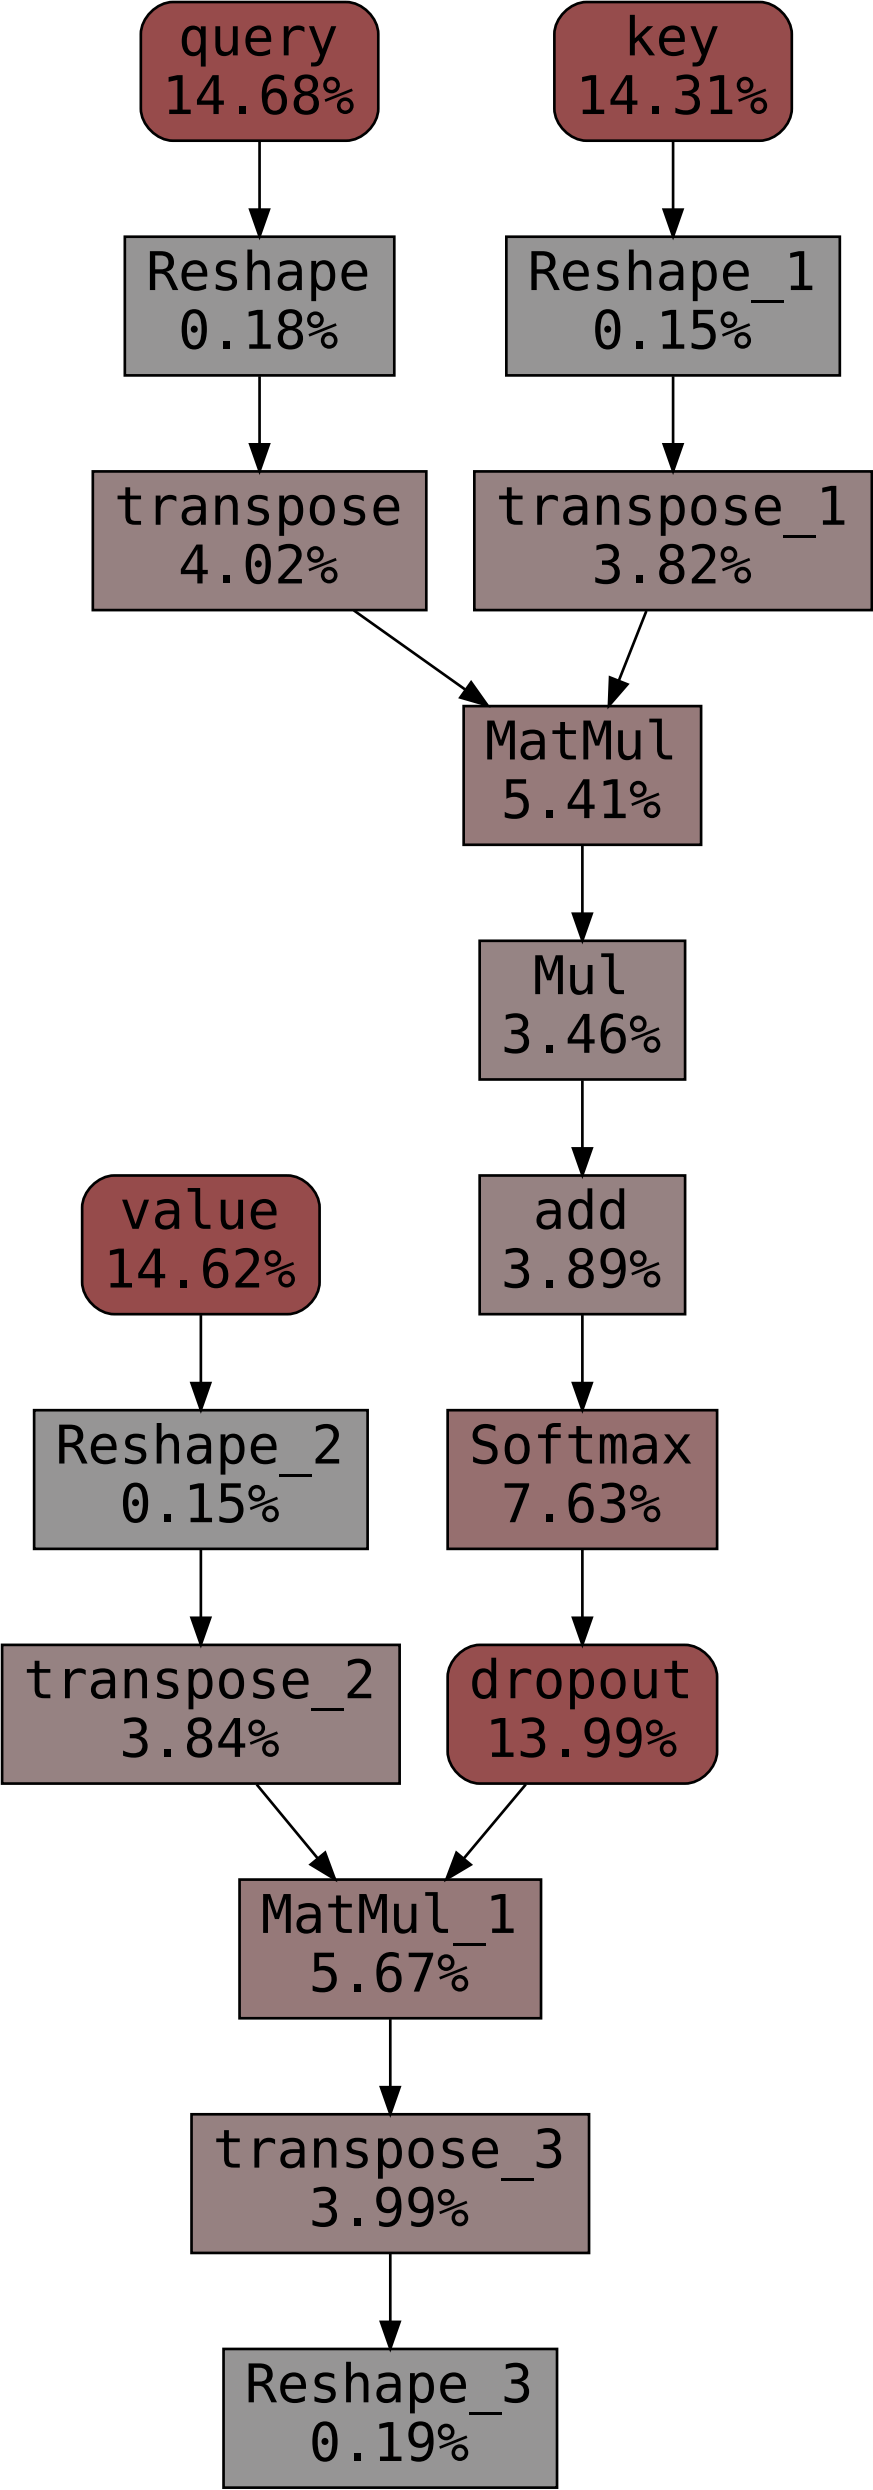 query
14.68%
key
14.31%
Reshape
0.18%
Reshape_1
0.15%
transpose
4.02%
transpose_1
3.82%
MatMul
5.41%
Mul
3.46%
value
14.62%
add
3.89%
Reshape_2
0.15%
Softmax
7.63%
transpose_2
3.84%
dropout
13.99%
MatMul_1
5.67%
transpose_3
3.99%
Reshape_3
0.19%